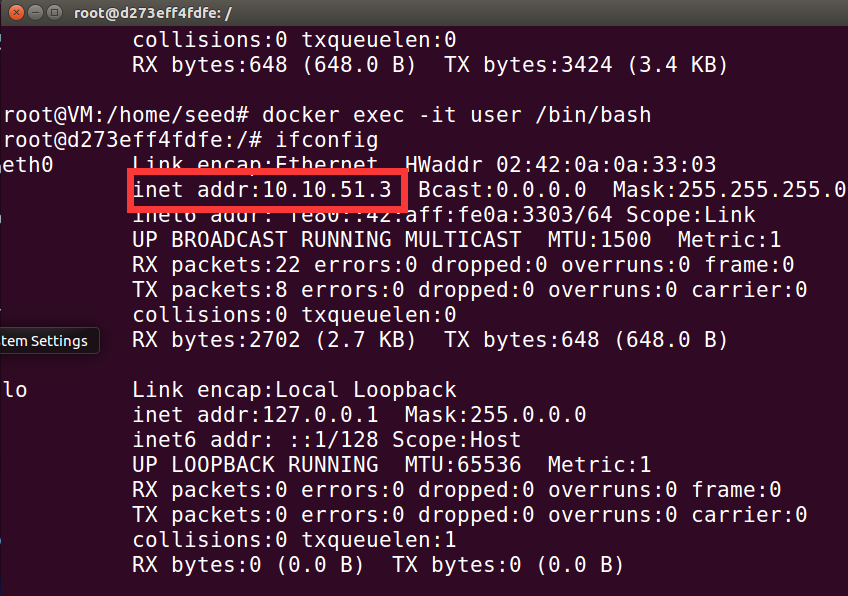 root@d273eff4fdfe: /
collisions:0 txqueuelen:0
RX bytes:648 (648.0 B)  TX bytes:3424 (3.4 KB)
root@VM:/home/seed# docker exec -it user /bin/bash
root@d273eff4fdfe:/# ifconfig
eth0      Link encap:Ethernet  HWaddr 02:42:0a:0a:33:03
inet addr:10.10.51.3  Bcast:0.0.0.0  Mask:255.255.255.0
inet6 addr: fe80::42:aff:fe0a:3303/64 Scope:Link
UP BROADCAST RUNNING MULTICAST  MTU:1500  Metric:1
RX packets:22 errors:0 dropped:0 overruns:0 frame:0
TX packets:8 errors:0 dropped:0 overruns:0 carrier:0
collisions:0 txqueuelen:0
RX bytes:2702 (2.7 KB)  TX bytes:648 (648.0 B)
tem Settings
lo        Link encap:Local Loopback
inet addr:127.0.0.1  Mask:255.0.0.0
inet6 addr: ::1/128 Scope:Host
UP LOOPBACK RUNNING  MTU:65536  Metric:1
RX packets:0 errors:0 dropped:0 overruns:0 frame:0
TX packets:0 errors:0 dropped:0 overruns:0 carrier:0
collisions:0 txqueuelen:1
RX bytes:0 (0.0 B)  TX bytes:0 (0.0 B)